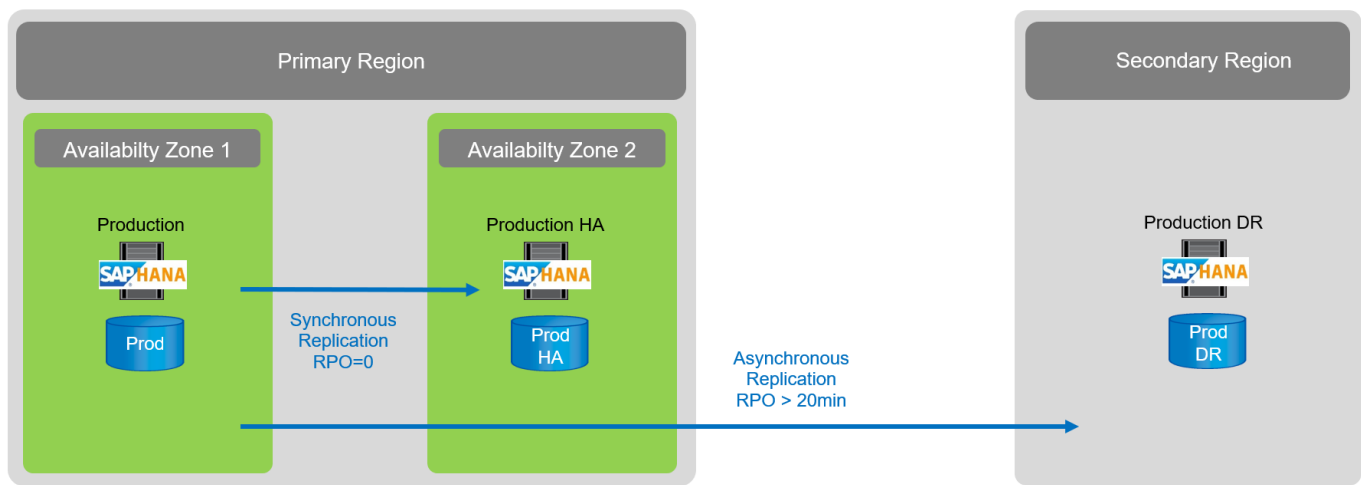 Primary Region
Secondary Region
Availabilty Zone 1
Availabilty Zone 2
Production
Production HA
Production DR
SAP HANA
SAP HANA
SAP HANA
Synchronous
Replication
RPO=0
Prod
Prod
HA
Asynchronous
Replication
RPO > 20min
Prod
DR